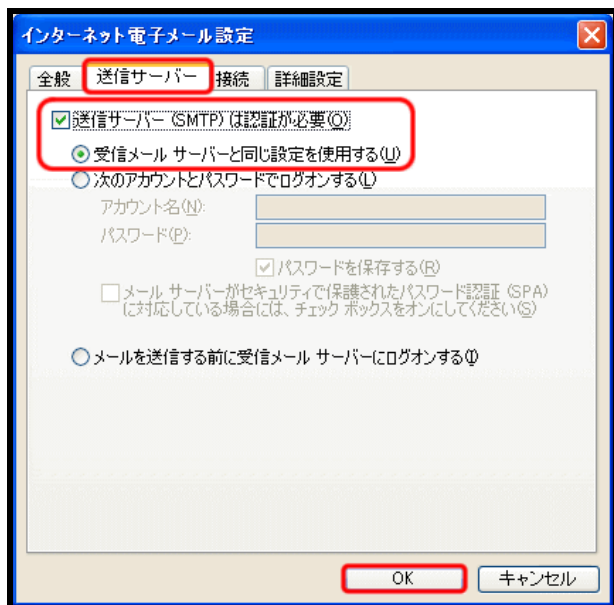 インターネット電子メール設定
全般 送信サーバー 接続 詳細設定
送信サーバー (SMTP) は認証が必要(O)
受信メール サーバーと同じ設定を使用する(U)
次のアカウントとパスワードでログオンする(L)
アカウント名(N):
パスワード(P):
パスワードを保存する(R)
メール サーバーがセキュリティで保護されたパスワード認証 (SPA)
に対応している場合には、チェック ボックスをオンにしてください(S)
メールを送信する前に受信メール サーバーにログオンする(I)
OK キャンセル